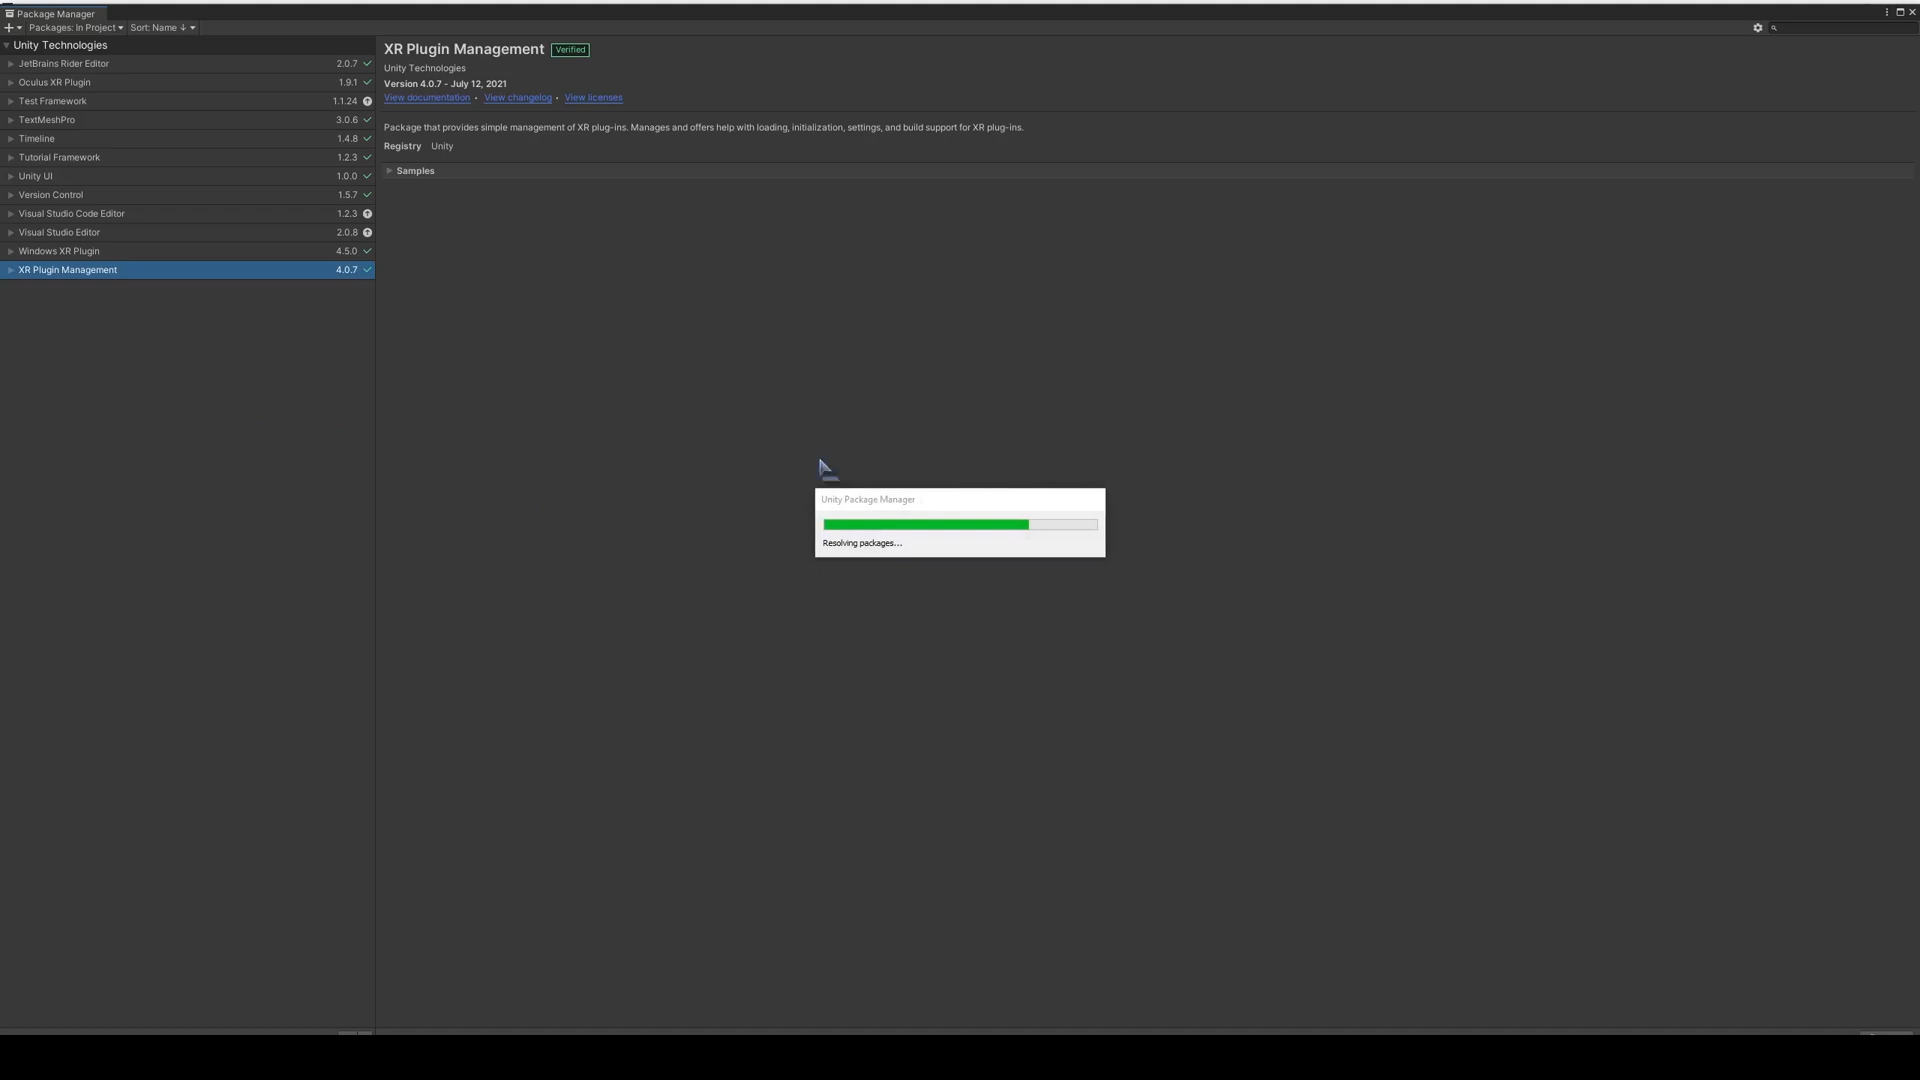 Package Manager
Packages: In Project
Sort: Name ↓
Unity Technologies
JetBrains Rider Editor 2.0.7
Oculus XR Plugin 1.9.1
Test Framework 1.1.24
TextMeshPro 3.0.6
Timeline 1.4.8
Tutorial Framework 1.2.3
Unity UI 1.0.0
Version Control 1.5.7
Visual Studio Code Editor 1.2.3
Visual Studio Editor 2.0.8
Windows XR Plugin 4.5.0
XR Plugin Management 4.0.7
XR Plugin Management Verified
Unity Technologies
Version 4.0.7 - July 12, 2021
View documentation • View changelog • View licenses
Package that provides simple management of XR plug-ins. Manages and offers help with loading, initialization, settings, and build support for XR plug-ins.
Registry Unity
Samples
Unity Package Manager
Resolving packages...